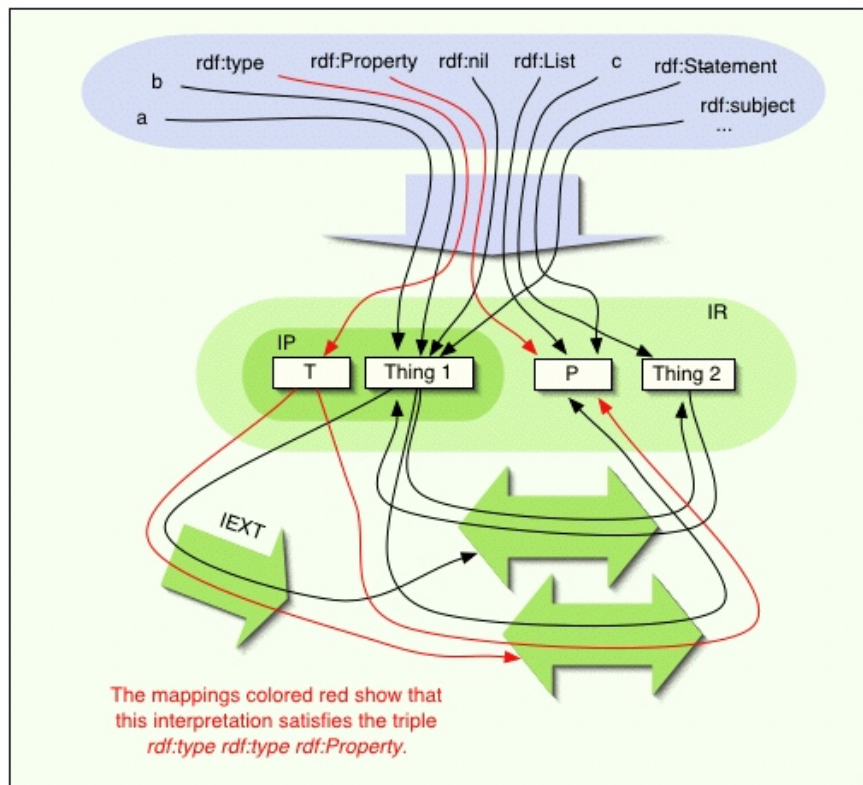 rdf:type rdf:Property rdf:nil rdf:List c rdf:Statement
b
rdf:subject
a
...
IR
IP
T Thing 1 P Thing 2
IEXT
The mappings colored red show that
this interpretation satisfies the triple
rdf:type rdf:type rdf:Property.